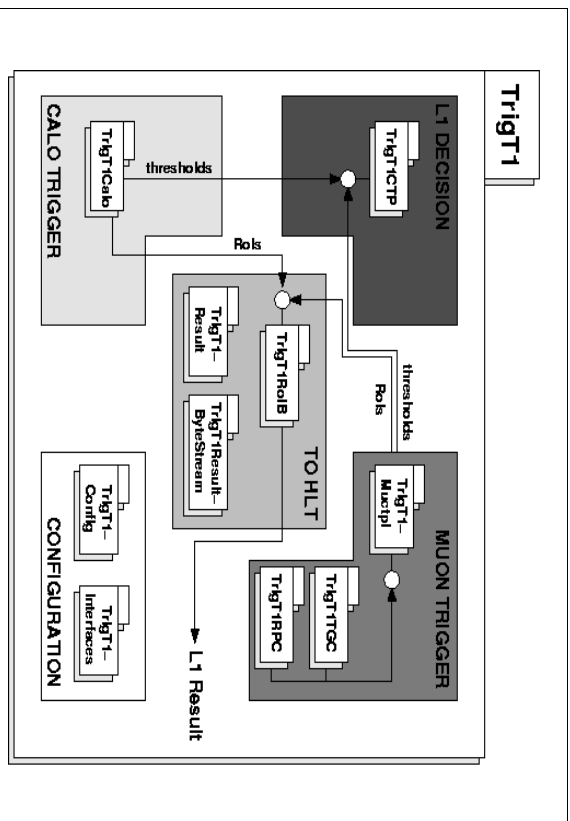 TrigT1
L1 DECISION
TrigT1CTP
MUON TRIGGER
TrigT1–
Muctpi
TrigT1TGC
TrigT1RPC
thresholds
RoIs
thresholds
RoIs
TO HLT
TrigT1RoIB
TrigT1–
Result
TrigT1Result–
ByteStream
L1 Result
TrigT1Calo
CALO TRIGGER
TrigT1–
Config
TrigT1–
Interfaces
CONFIGURATION